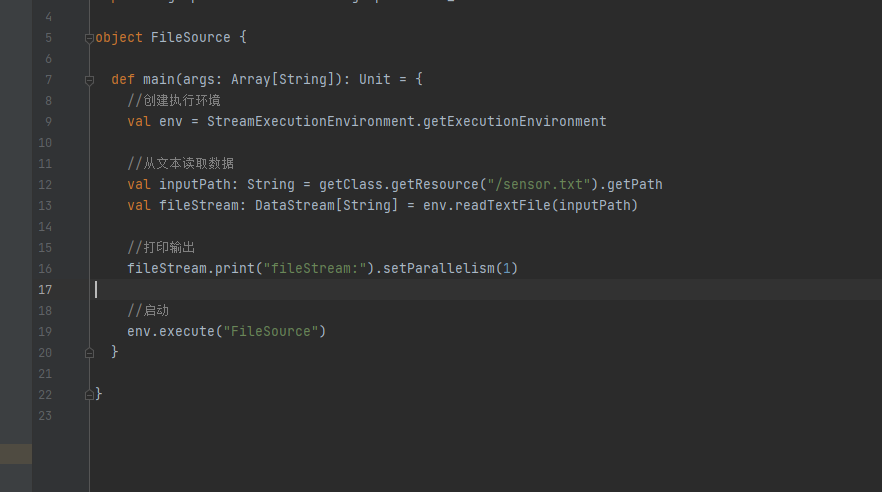 4
5 object FileSource {
6
7 def main(args: Array[String]): Unit = {
8 //创建执行环境
9 val env = StreamExecutionEnvironment.getExecutionEnvironment
10
11 //从文本读取数据
12 val inputPath: String = getClass.getResource("/sensor.txt").getPath
13 val fileStream: DataStream[String] = env.readTextFile(inputPath)
14
15 //打印输出
16 fileStream.print("fileStream:").setParallelism(1)
17
18 //启动
19 env.execute("FileSource")
20 }
21
22 }
23